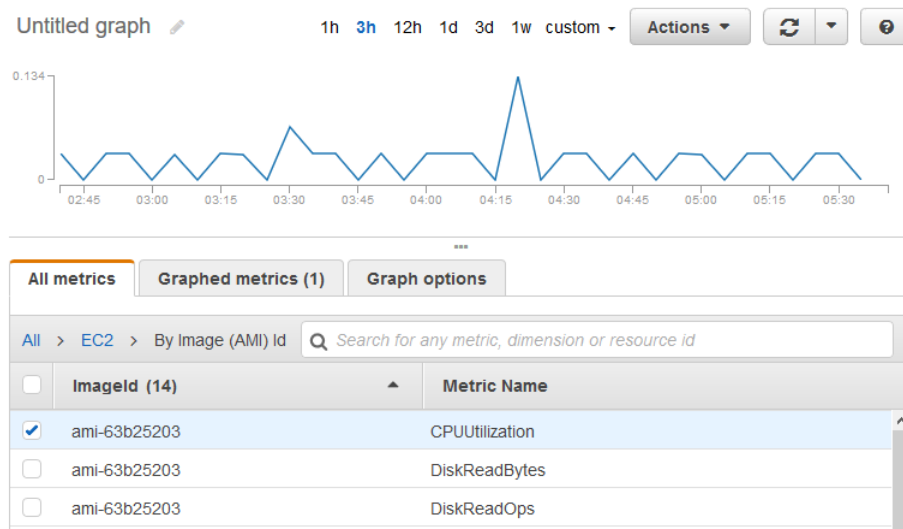 Untitled graph 1h 3h 12h 1d 3d 1w custom Actions
0.134
0
02:45 03:00 03:15 03:30 03:45 04:00 04:15 04:30 04:45 05:00 05:15 05:30
All metrics Graphed metrics (1) Graph options
All > EC2 > By Image (AMI) Id Search for any metric, dimension or resource id
ImageId (14) Metric Name
ami-63b25203 CPUUtilization
ami-63b25203 DiskReadBytes
ami-63b25203 DiskReadOps